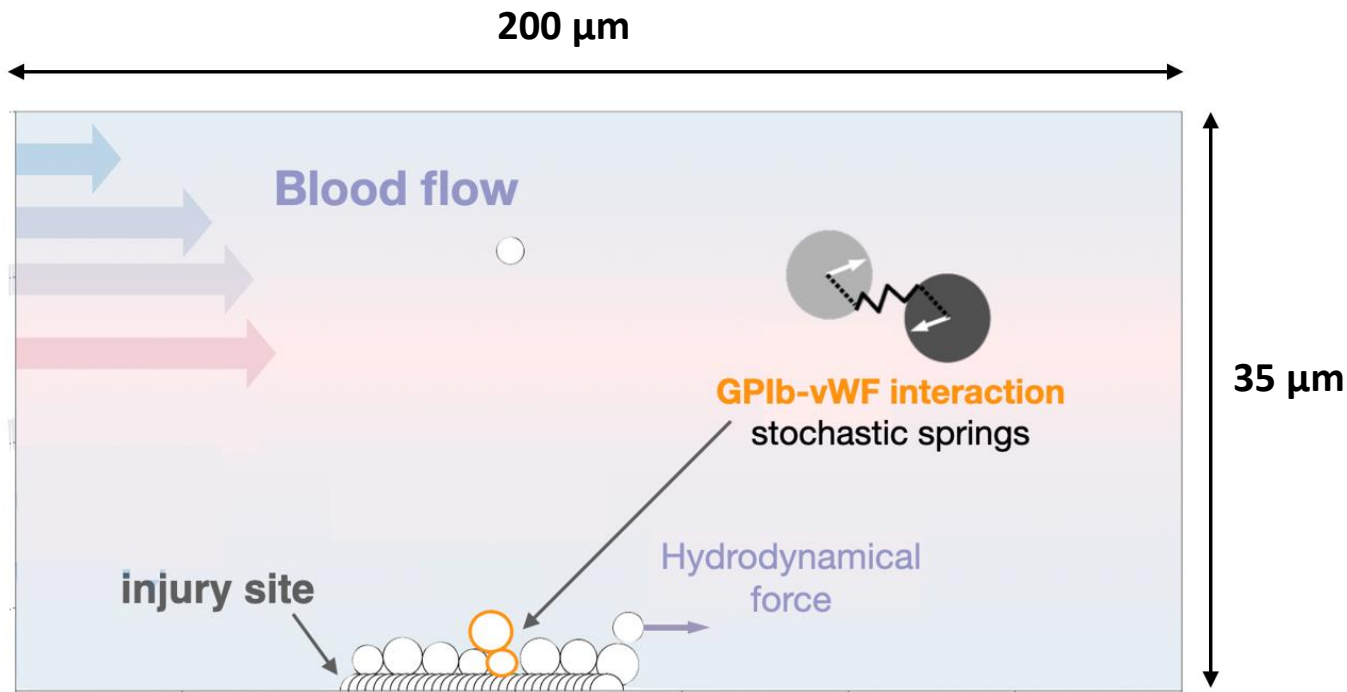 200 μm
Blood flow
GPIb-vWF interaction
stochastic springs
35 μm
Hydrodynamical
force
injury site